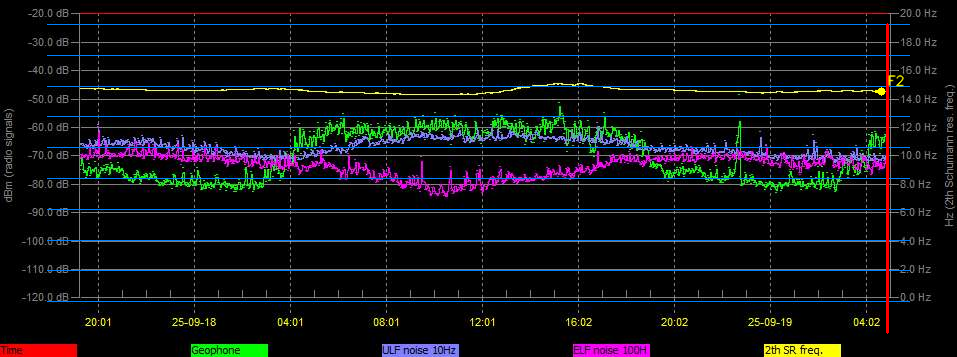 -20.0 dB 20.0 Hz
-30.0 dB 18.0 Hz
-40.0 dB 16.0 Hz
F2
-50.0 dB 14.0 Hz
-60.0 dB 12.0 Hz
-70.0 dB 10.0 Hz
-80.0 dB 8.0 Hz
-90.0 dB 6.0 Hz
-100.0 dB 4.0 Hz
-110.0 dB 2.0 Hz
-120.0 dB 0.0 Hz
dBm (radio signals)
Hz (2th Schumann res. freq.)
20:01 25-09-18 04:01 08:01 12:01 16:02 20:02 25-09-19 04:02
Time Geophone ULF noise 10Hz ELF noise 100H 2th SR freq.